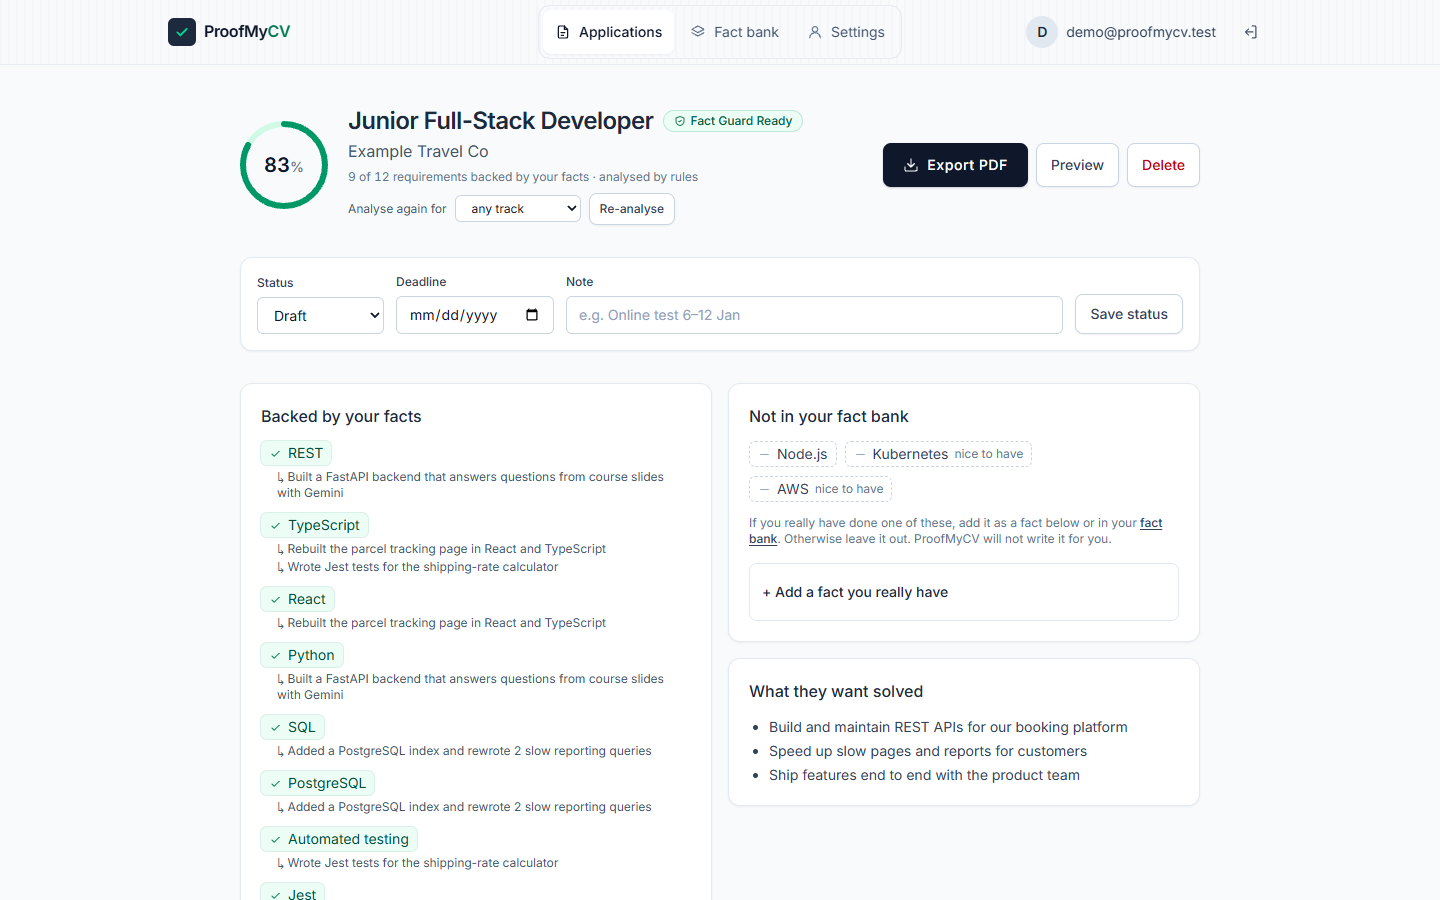 ProofMyCV
Applications
Fact bank
Settings
D
demo@proofmycv.test
83%
Junior Full-Stack Developer
Fact Guard Ready
Example Travel Co
9 of 12 requirements backed by your facts · analysed by rules
Analyse again for
any track
Re-analyse
Export PDF
Preview
Delete
Status
Draft
Deadline
mm/dd/yyyy
Note
e.g. Online test 6–12 Jan
Save status
Backed by your facts
✓ REST
↳ Built a FastAPI backend that answers questions from course slides
with Gemini
✓ TypeScript
↳ Rebuilt the parcel tracking page in React and TypeScript
↳ Wrote Jest tests for the shipping-rate calculator
✓ React
↳ Rebuilt the parcel tracking page in React and TypeScript
✓ Python
↳ Built a FastAPI backend that answers questions from course slides
with Gemini
✓ SQL
↳ Added a PostgreSQL index and rewrote 2 slow reporting queries
✓ PostgreSQL
↳ Added a PostgreSQL index and rewrote 2 slow reporting queries
✓ Automated testing
↳ Wrote Jest tests for the shipping-rate calculator
✓ Jest
Not in your fact bank
— Node.js
— Kubernetes nice to have
— AWS nice to have
If you really have done one of these, add it as a fact below or in your fact
bank. Otherwise leave it out. ProofMyCV will not write it for you.
+ Add a fact you really have
What they want solved
• Build and maintain REST APIs for our booking platform
• Speed up slow pages and reports for customers
• Ship features end to end with the product team